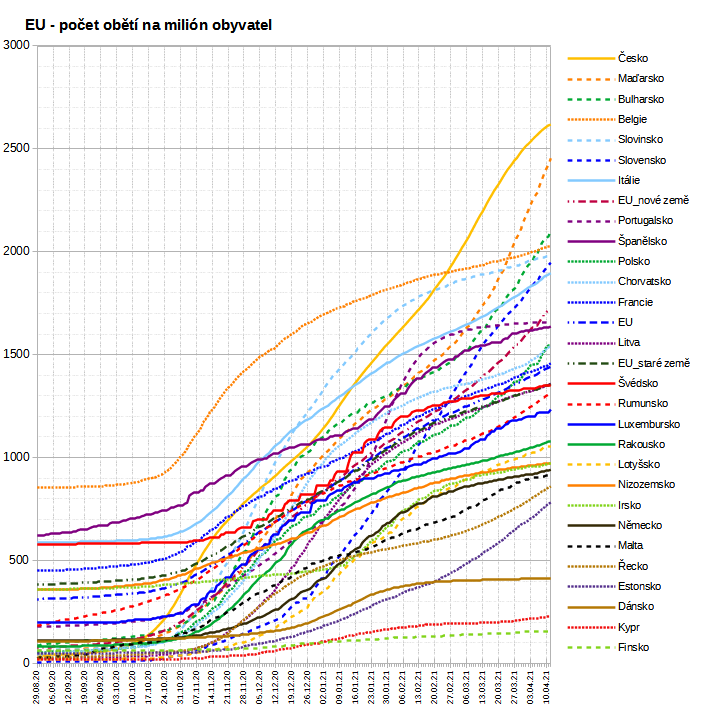 EU - počet obětí na milión obyvatel
3000
2500
2000
1500
1000
500
0
Česko
Maďarsko
Bulharsko
Belgie
Slovinsko
Slovensko
Itálie
EU_nové země
Portugalsko
Španělsko
Polsko
Chorvatsko
Francie
EU
Litva
EU_staré země
Švédsko
Rumunsko
Luxembursko
Rakousko
Lotyšsko
Nizozemsko
Irsko
Německo
Malta
Řecko
Estonsko
Dánsko
Kypr
Finsko
29.08.20
05.09.20
12.09.20
19.09.20
26.09.20
03.10.20
10.10.20
17.10.20
24.10.20
31.10.20
07.11.20
14.11.20
21.11.20
28.11.20
05.12.20
12.12.20
19.12.20
26.12.20
02.01.21
09.01.21
16.01.21
23.01.21
30.01.21
06.02.21
13.02.21
20.02.21
27.02.21
06.03.21
13.03.21
20.03.21
27.03.21
03.04.21
10.04.21